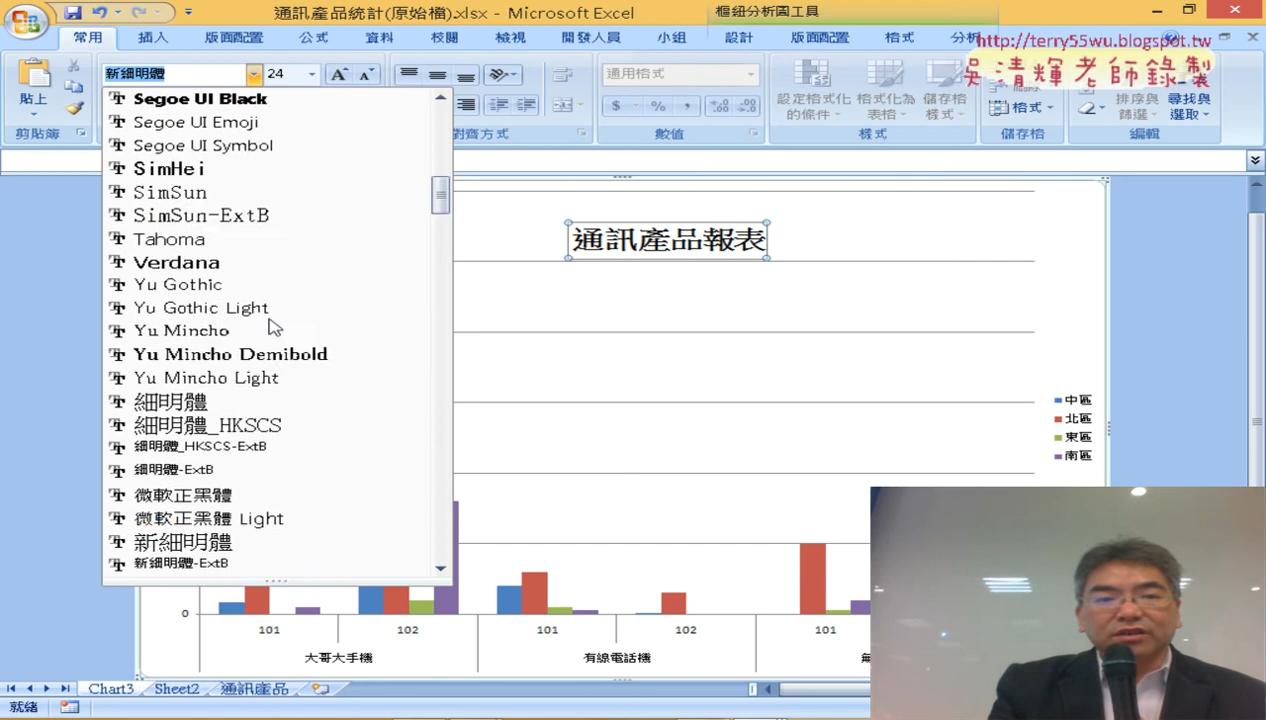 通訊產品統計(原始檔).xlsx - Microsoft Excel
樞紐分析圖工具
常用 插入 版面配置 公式 資料 校閱 檢視 開發人員 小組 設計 版面配置 格式 分析
http://terry55wu.blogspot.tw
吳清輝老師錄製
新細明體 24
通用格式
貼上
設定格式化的條件 格式化為表格 儲存格樣式
格式
排序與篩選 尋找與選取
剪貼簿 對齊方式 數值 樣式 儲存格 編輯
Segoe UI Black
Segoe UI Emoji
Segoe UI Symbol
SimHei
SimSun
SimSun-ExtB
Tahoma
Verdana
Yu Gothic
Yu Gothic Light
Yu Mincho
Yu Mincho Demibold
Yu Mincho Light
細明體
細明體_HKSCS
細明體_HKSCS-ExtB
細明體-ExtB
微軟正黑體
微軟正黑體 Light
新細明體
新細明體-ExtB
通訊產品報表
中區
北區
東區
南區
0
101 102 101 102 101
大哥大手機 有線電話機
Chart3 Sheet2 通訊產品
就緒